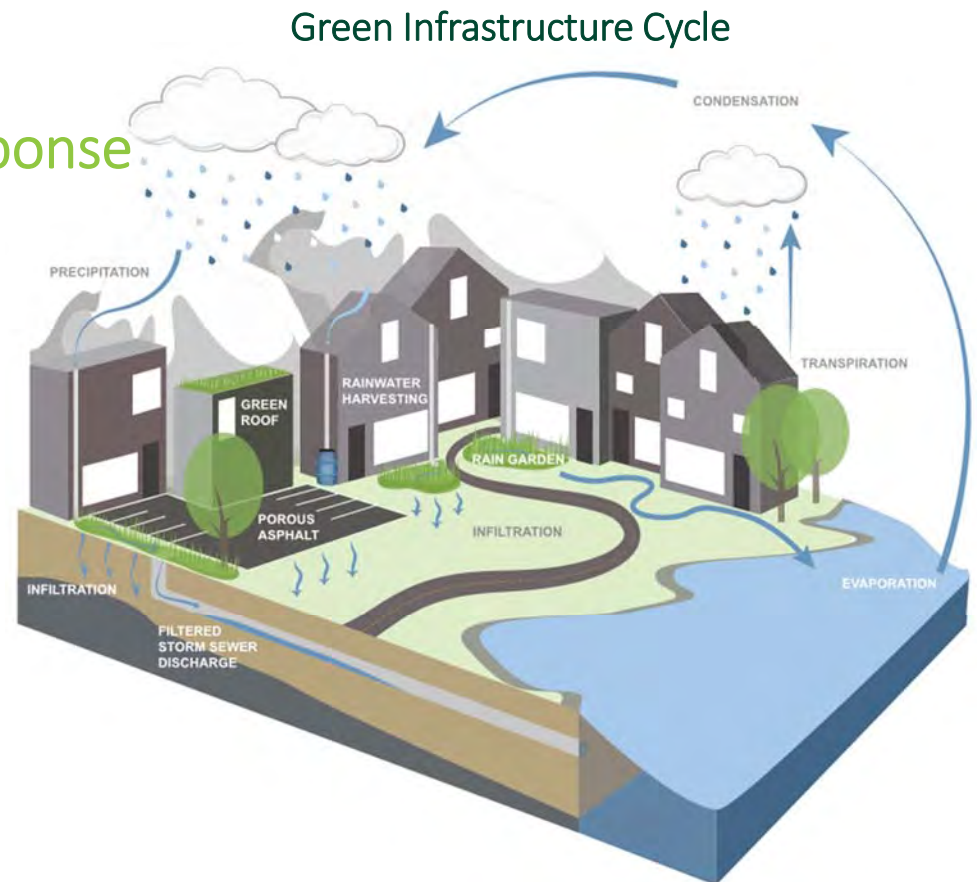 Green Infrastructure Cycle
CONDENSATION
ponse
PRECIPITATION
TRANSPIRATION
RAINWATER
HARVESTING
GREEN
ROOF
RAIN GARDEN
POROUS
ASPHALT
INFILTRATION
INFILTRATION
EVAPORATION
FILTERED
STORM SEWER
DISCHARGE